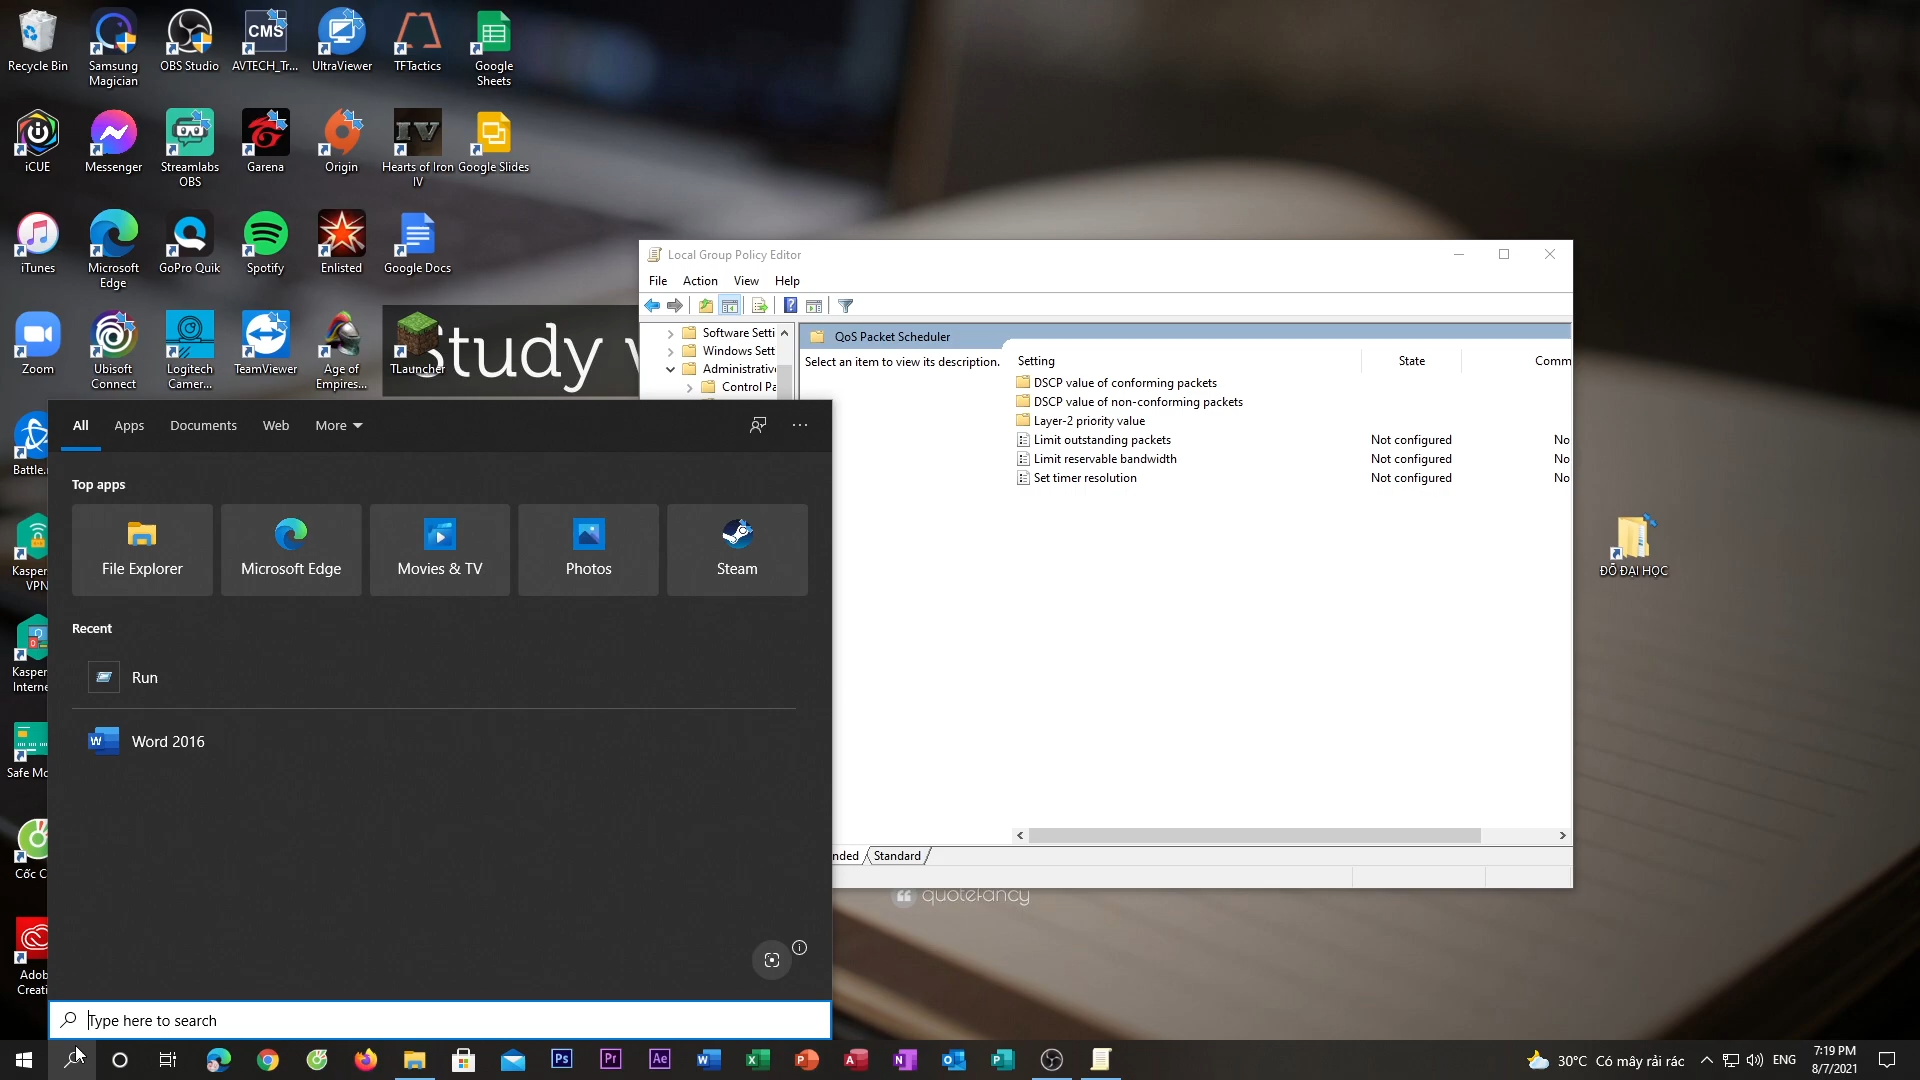 Recycle Bin
Samsung
Magician
OBS Studio
CMS
AVTECH_Tr...
UltraViewer
TFTactics
Google
Sheets
iCUE
Messenger
Streamlabs
OBS
Garena
Origin
IV
Hearts of Iron
IV
Google Slides
iTunes
Microsoft
Edge
GoPro Quik
Spotify
Enlisted
Google Docs
Zoom
Ubisoft
Connect
Logitech
Camer...
TeamViewer
Age of
Empires...
TLauncher
Study
Battle.
Kasper
VPN
Kasper
Interne
Safe Mo
Cốc C
Adob
Creati
Local Group Policy Editor
File Action View Help
Software Setti
Windows Sett
Administrative
Control Pa
QoS Packet Scheduler
Select an item to view its description.
Setting State Comm
DSCP value of conforming packets
DSCP value of non-conforming packets
Layer-2 priority value
Limit outstanding packets Not configured No
Limit reservable bandwidth Not configured No
Set timer resolution Not configured No
nded Standard
quotefancy
ĐỖ ĐẠI HỌC
All Apps Documents Web More
Top apps
File Explorer
Microsoft Edge
Movies & TV
Photos
Steam
Recent
Run
Word 2016
Type here to search
Ps Pr Ae
30°C Có mây rải rác
ENG
7:19 PM
8/7/2021